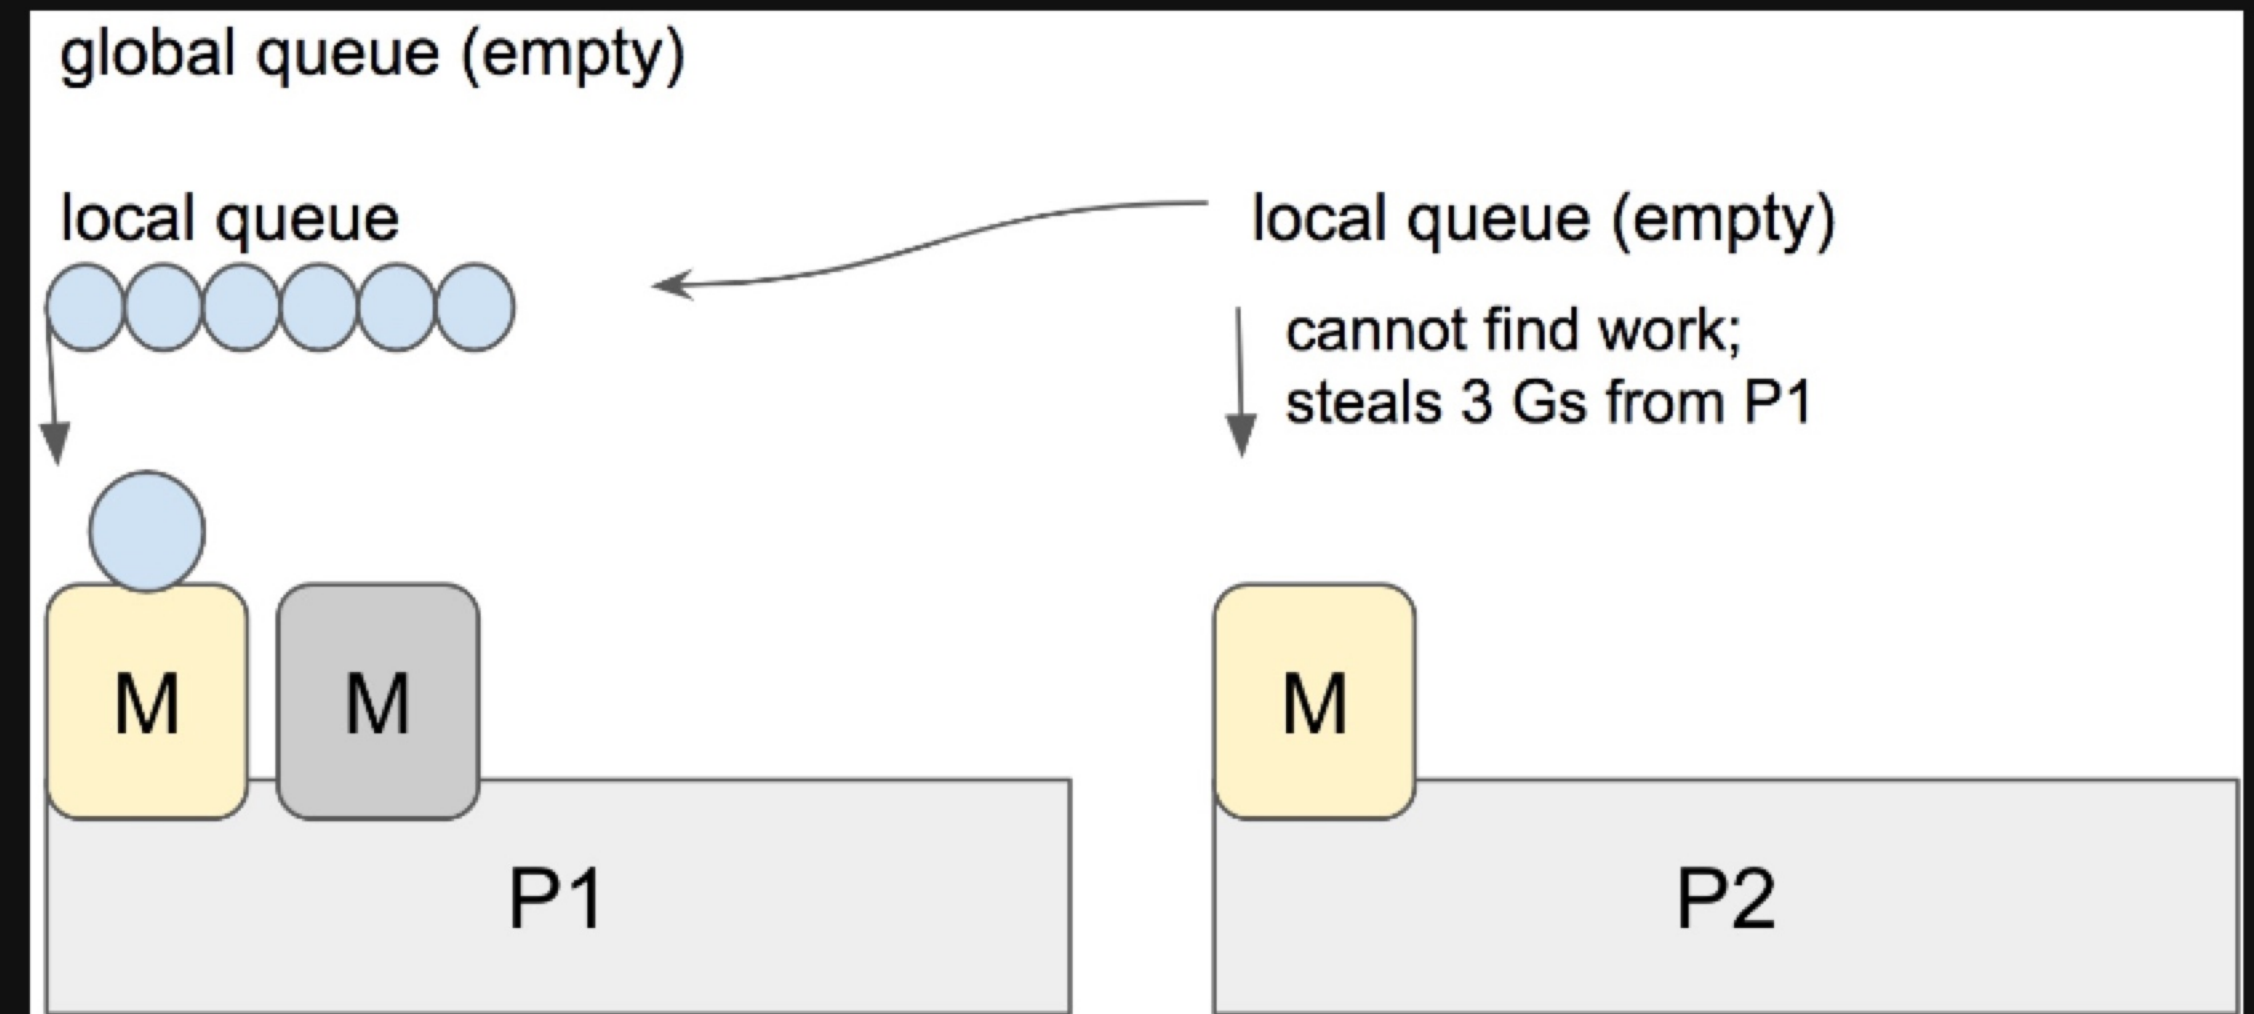 global queue (empty)
local queue
local queue (empty)
cannot find work;
steals 3 Gs from P1
M
M
M
P1
P2